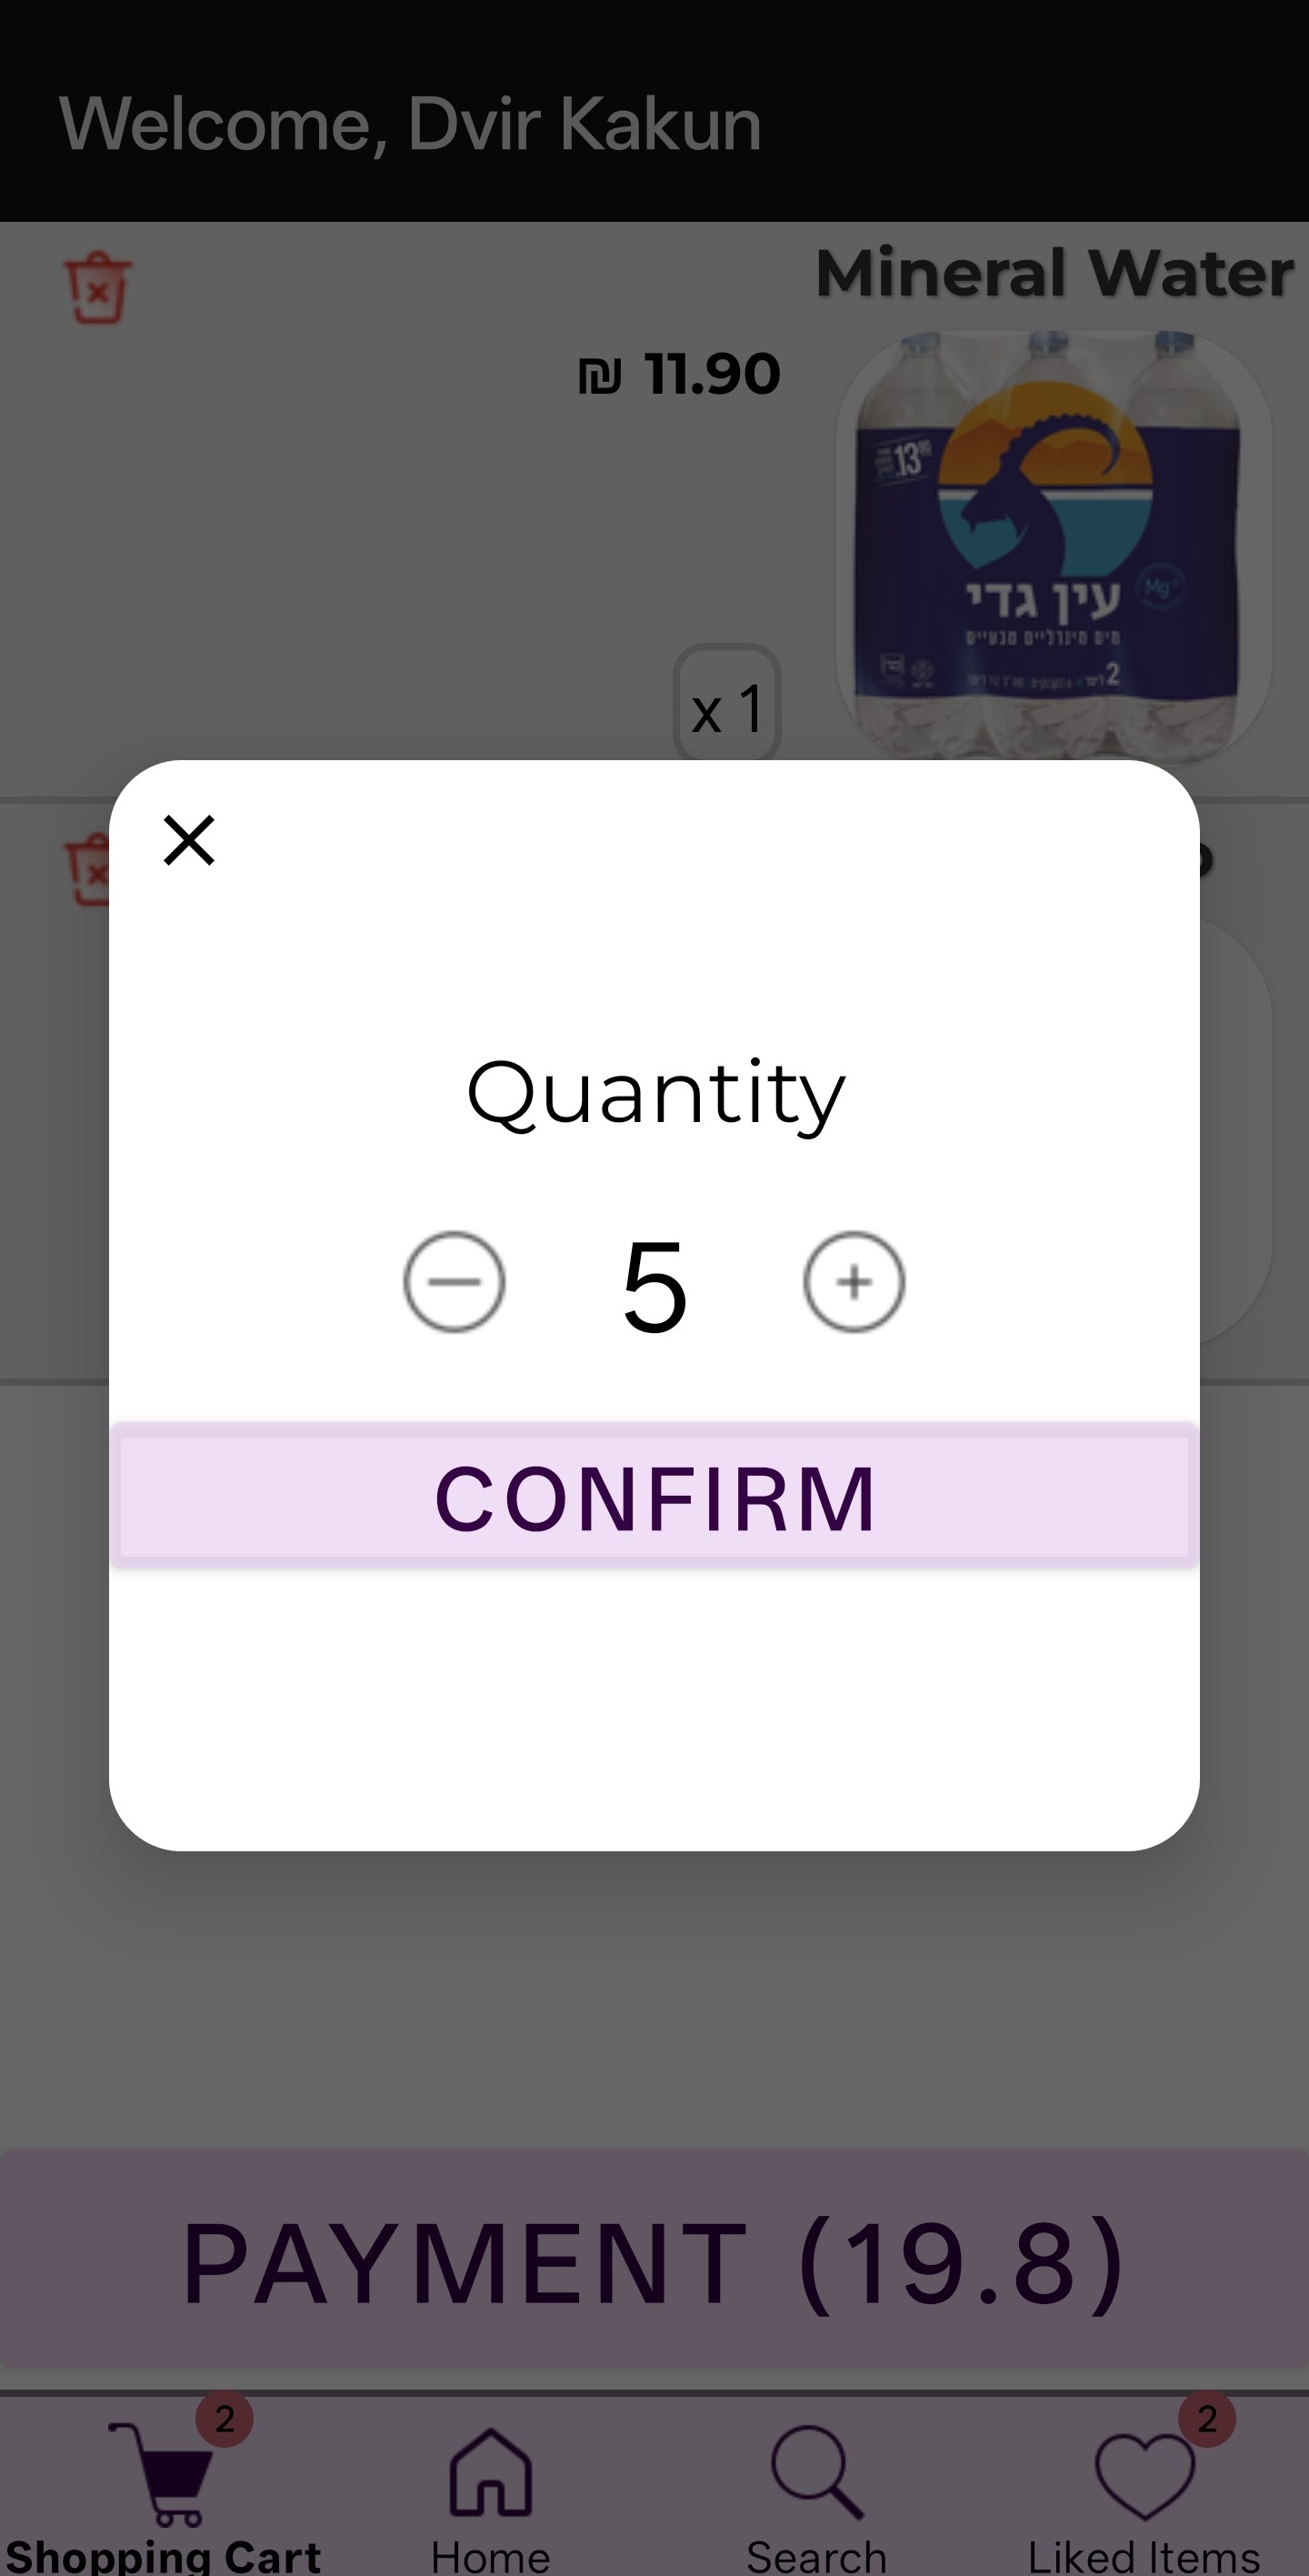 Welcome, Dvir Kakun
Mineral Water
₪ 11.90
13
עין גדי
Mg
מים מינרליים טבעיים
2
x 1
Quantity
5
CONFIRM
PAYMENT (19.8)
2
2
Shopping Cart
Home
Search
Liked Items